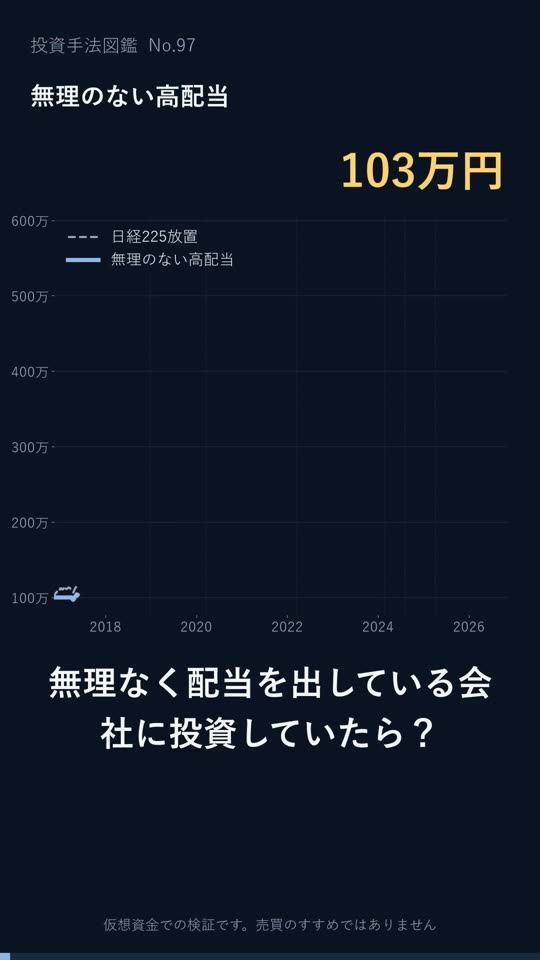 投資手法図鑑 No.97
無理のない高配当
103万円
600万
日経225放置
無理のない高配当
500万
400万
300万
200万
100万
2018 2020 2022 2024 2026
無理なく配当を出している会
社に投資していたら？
仮想資金での検証です。売買のすすめではありません